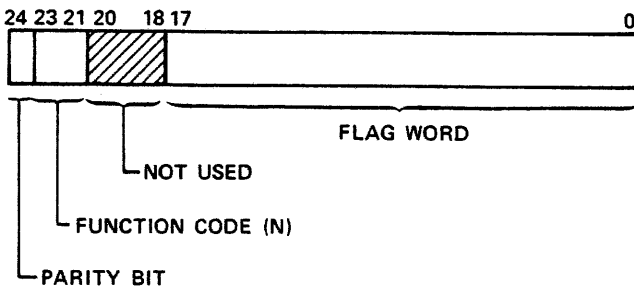 24 23 21 20 18 17 0
FLAG WORD
NOT USED
FUNCTION CODE (N)
PARITY BIT